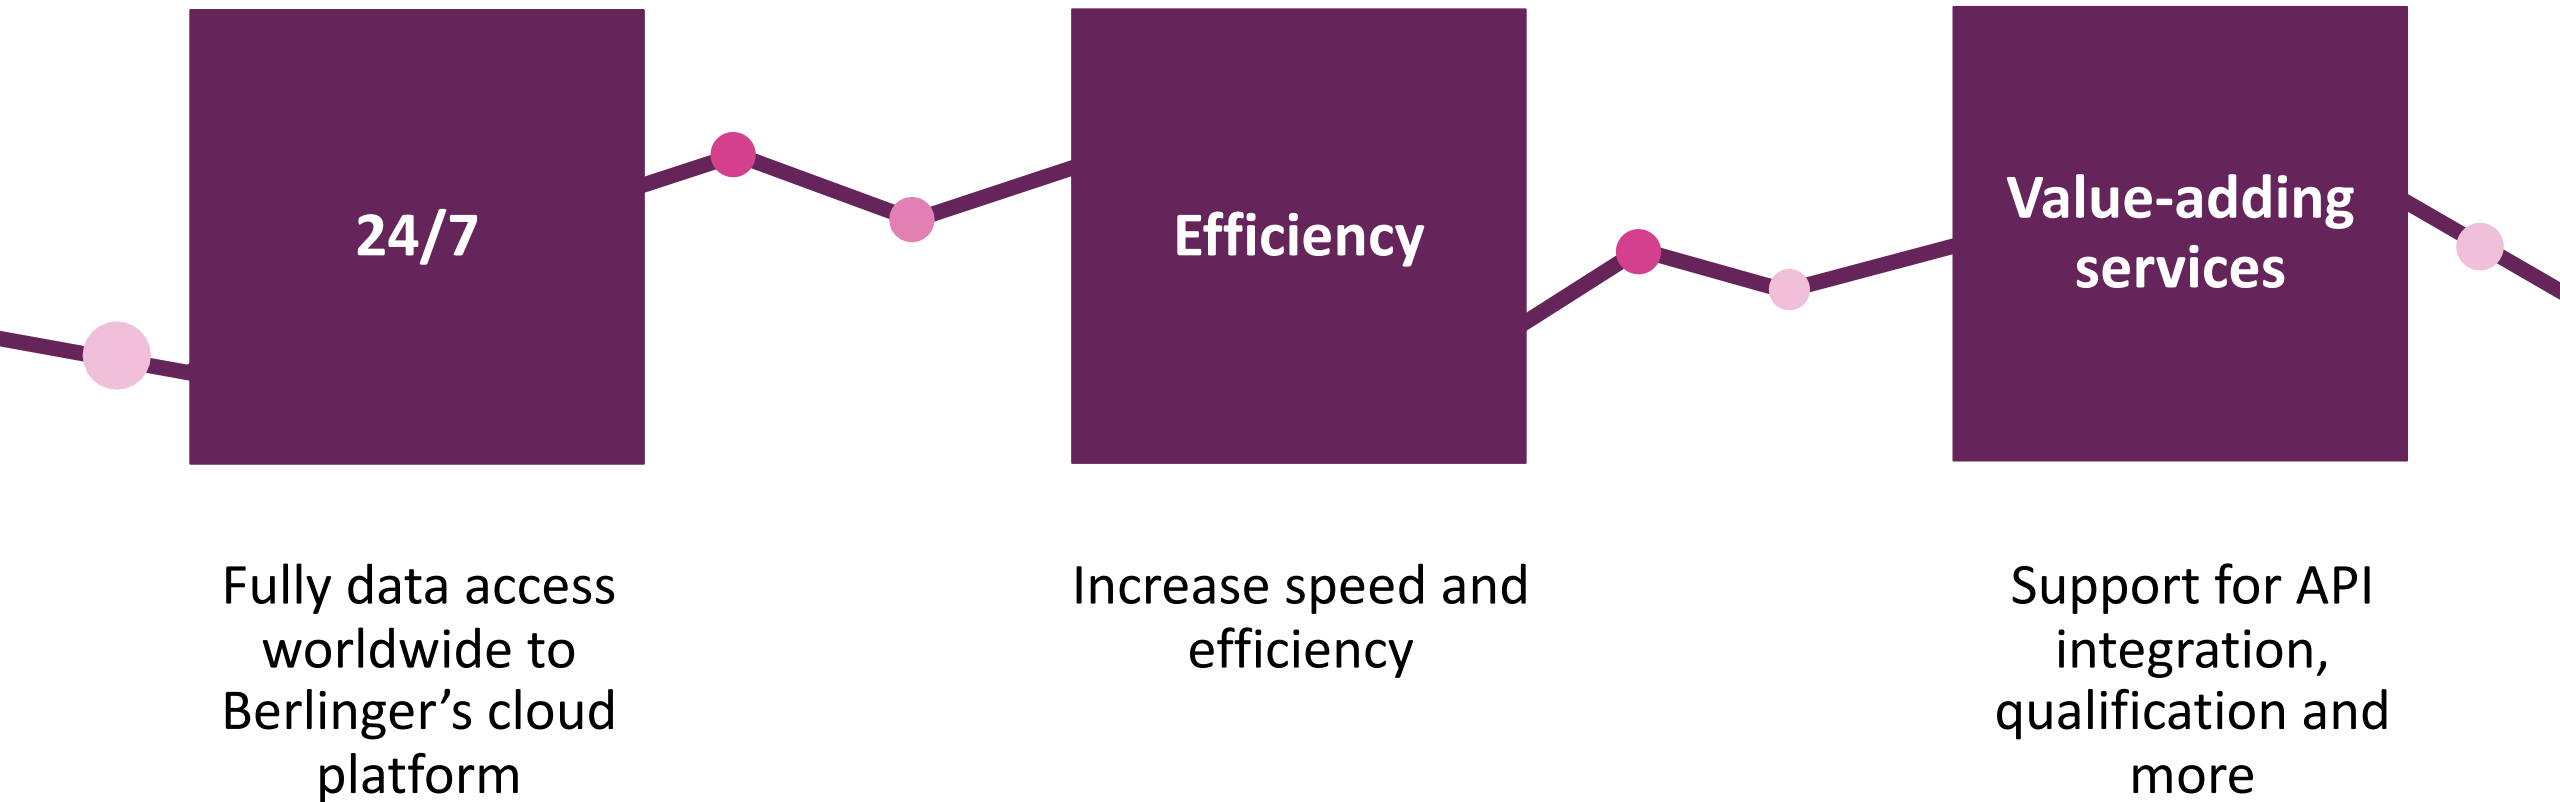 24/7
Efficiency
Value-adding
services
Fully data access
worldwide to
Berlinger’s cloud
platform
Increase speed and
efficiency
Support for API
integration,
qualification and
more